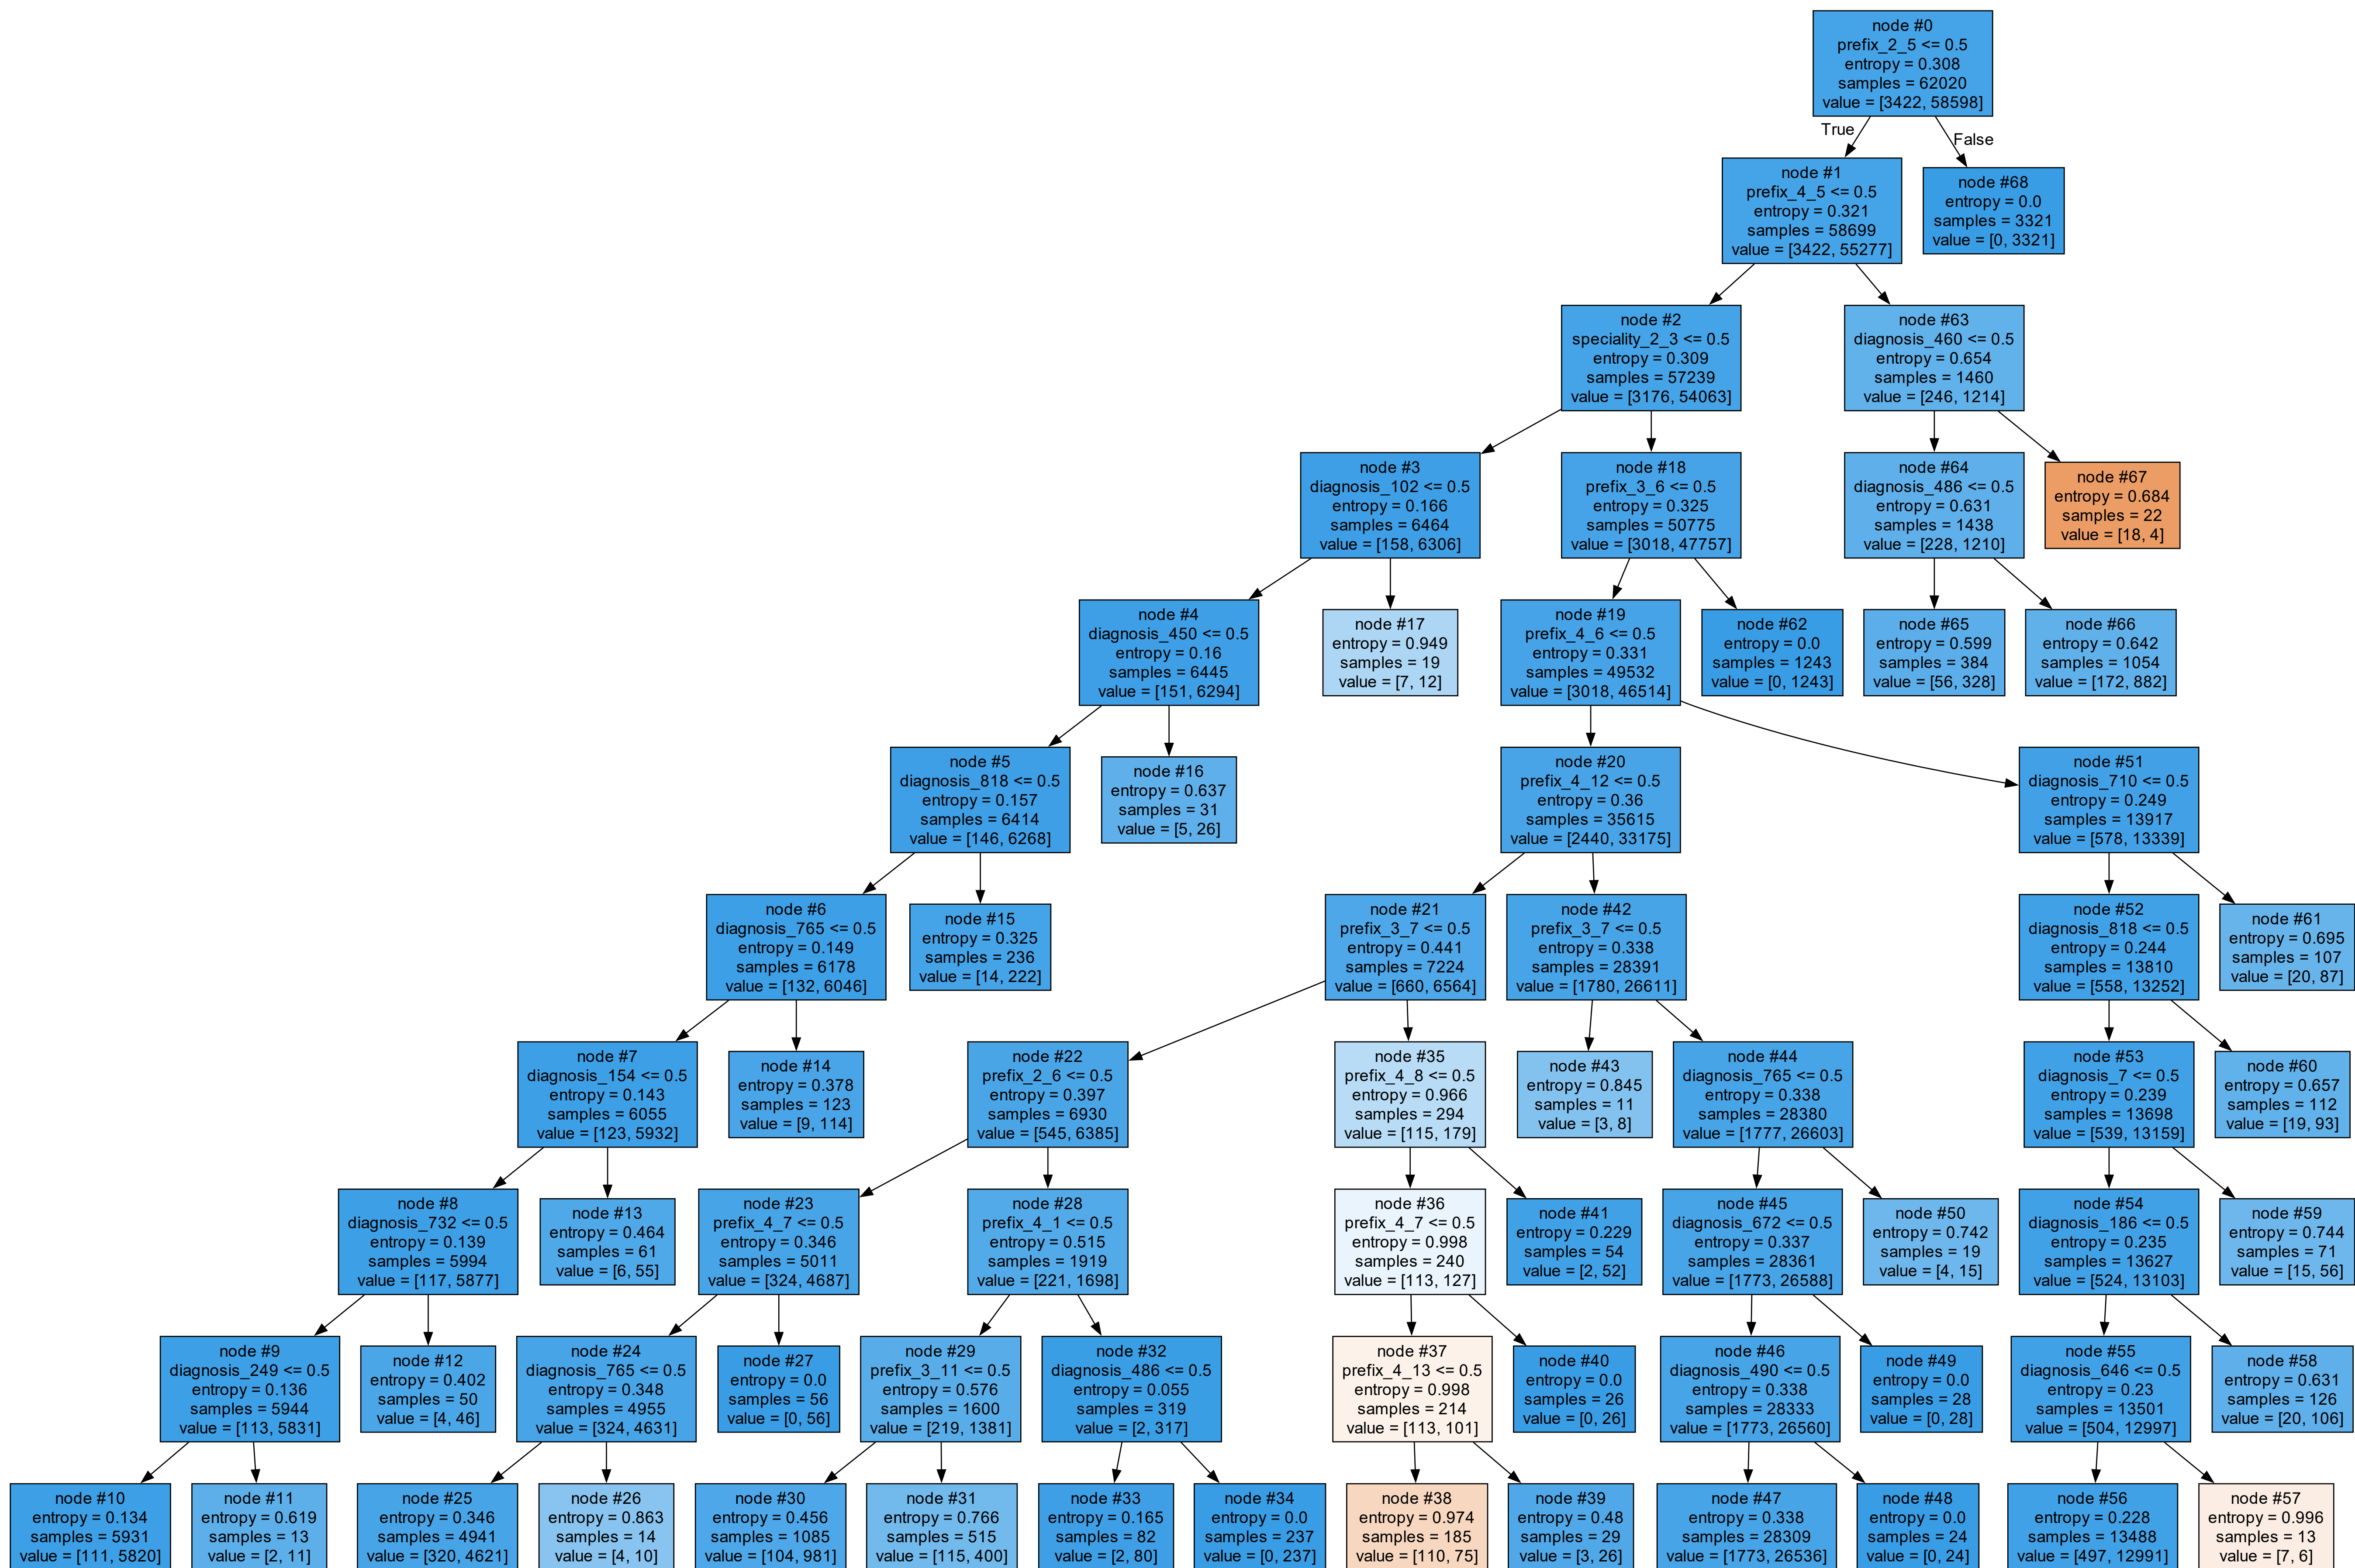 node #0
prefix_2_5 <= 0.5
entropy = 0.308
samples = 62020
value = [3422, 58598]
True
False
node #1
prefix_4_5 <= 0.5
entropy = 0.321
samples = 58699
value = [3422, 55277]
node #68
entropy = 0.0
samples = 3321
value = [0, 3321]
node #2
speciality_2_3 <= 0.5
entropy = 0.309
samples = 57239
value = [3176, 54063]
node #63
diagnosis_460 <= 0.5
entropy = 0.654
samples = 1460
value = [246, 1214]
node #3
diagnosis_102 <= 0.5
entropy = 0.166
samples = 6464
value = [158, 6306]
node #18
prefix_3_6 <= 0.5
entropy = 0.325
samples = 50775
value = [3018, 47757]
node #64
diagnosis_486 <= 0.5
entropy = 0.631
samples = 1438
value = [228, 1210]
node #67
entropy = 0.684
samples = 22
value = [18, 4]
node #4
diagnosis_450 <= 0.5
entropy = 0.16
samples = 6445
value = [151, 6294]
node #17
entropy = 0.949
samples = 19
value = [7, 12]
node #19
prefix_4_6 <= 0.5
entropy = 0.331
samples = 49532
value = [3018, 46514]
node #62
entropy = 0.0
samples = 1243
value = [0, 1243]
node #65
entropy = 0.599
samples = 384
value = [56, 328]
node #66
entropy = 0.642
samples = 1054
value = [172, 882]
node #5
diagnosis_818 <= 0.5
entropy = 0.157
samples = 6414
value = [146, 6268]
node #16
entropy = 0.637
samples = 31
value = [5, 26]
node #20
prefix_4_12 <= 0.5
entropy = 0.36
samples = 35615
value = [2440, 33175]
node #51
diagnosis_710 <= 0.5
entropy = 0.249
samples = 13917
value = [578, 13339]
node #6
diagnosis_765 <= 0.5
entropy = 0.149
samples = 6178
value = [132, 6046]
node #15
entropy = 0.325
samples = 236
value = [14, 222]
node #21
prefix_3_7 <= 0.5
entropy = 0.441
samples = 7224
value = [660, 6564]
node #42
prefix_3_7 <= 0.5
entropy = 0.338
samples = 28391
value = [1780, 26611]
node #52
diagnosis_818 <= 0.5
entropy = 0.244
samples = 13810
value = [558, 13252]
node #61
entropy = 0.695
samples = 107
value = [20, 87]
node #7
diagnosis_154 <= 0.5
entropy = 0.143
samples = 6055
value = [123, 5932]
node #14
entropy = 0.378
samples = 123
value = [9, 114]
node #22
prefix_2_6 <= 0.5
entropy = 0.397
samples = 6930
value = [545, 6385]
node #35
prefix_4_8 <= 0.5
entropy = 0.966
samples = 294
value = [115, 179]
node #43
entropy = 0.845
samples = 11
value = [3, 8]
node #44
diagnosis_765 <= 0.5
entropy = 0.338
samples = 28380
value = [1777, 26603]
node #53
diagnosis_7 <= 0.5
entropy = 0.239
samples = 13698
value = [539, 13159]
node #60
entropy = 0.657
samples = 112
value = [19, 93]
node #8
diagnosis_732 <= 0.5
entropy = 0.139
samples = 5994
value = [117, 5877]
node #13
entropy = 0.464
samples = 61
value = [6, 55]
node #23
prefix_4_7 <= 0.5
entropy = 0.346
samples = 5011
value = [324, 4687]
node #28
prefix_4_1 <= 0.5
entropy = 0.515
samples = 1919
value = [221, 1698]
node #36
prefix_4_7 <= 0.5
entropy = 0.998
samples = 240
value = [113, 127]
node #41
entropy = 0.229
samples = 54
value = [2, 52]
node #45
diagnosis_672 <= 0.5
entropy = 0.337
samples = 28361
value = [1773, 26588]
node #50
entropy = 0.742
samples = 19
value = [4, 15]
node #54
diagnosis_186 <= 0.5
entropy = 0.235
samples = 13627
value = [524, 13103]
node #59
entropy = 0.744
samples = 71
value = [15, 56]
node #9
diagnosis_249 <= 0.5
entropy = 0.136
samples = 5944
value = [113, 5831]
node #12
entropy = 0.402
samples = 50
value = [4, 46]
node #24
diagnosis_765 <= 0.5
entropy = 0.348
samples = 4955
value = [324, 4631]
node #27
entropy = 0.0
samples = 56
value = [0, 56]
node #29
prefix_3_11 <= 0.5
entropy = 0.576
samples = 1600
value = [219, 1381]
node #32
diagnosis_486 <= 0.5
entropy = 0.055
samples = 319
value = [2, 317]
node #37
prefix_4_13 <= 0.5
entropy = 0.998
samples = 214
value = [113, 101]
node #40
entropy = 0.0
samples = 26
value = [0, 26]
node #46
diagnosis_490 <= 0.5
entropy = 0.338
samples = 28333
value = [1773, 26560]
node #49
entropy = 0.0
samples = 28
value = [0, 28]
node #55
diagnosis_646 <= 0.5
entropy = 0.23
samples = 13501
value = [504, 12997]
node #58
entropy = 0.631
samples = 126
value = [20, 106]
node #10
entropy = 0.134
samples = 5931
value = [111, 5820]
node #11
entropy = 0.619
samples = 13
value = [2, 11]
node #25
entropy = 0.346
samples = 4941
value = [320, 4621]
node #26
entropy = 0.863
samples = 14
value = [4, 10]
node #30
entropy = 0.456
samples = 1085
value = [104, 981]
node #31
entropy = 0.766
samples = 515
value = [115, 400]
node #33
entropy = 0.165
samples = 82
value = [2, 80]
node #34
entropy = 0.0
samples = 237
value = [0, 237]
node #38
entropy = 0.974
samples = 185
value = [110, 75]
node #39
entropy = 0.48
samples = 29
value = [3, 26]
node #47
entropy = 0.338
samples = 28309
value = [1773, 26536]
node #48
entropy = 0.0
samples = 24
value = [0, 24]
node #56
entropy = 0.228
samples = 13488
value = [497, 12991]
node #57
entropy = 0.996
samples = 13
value = [7, 6]